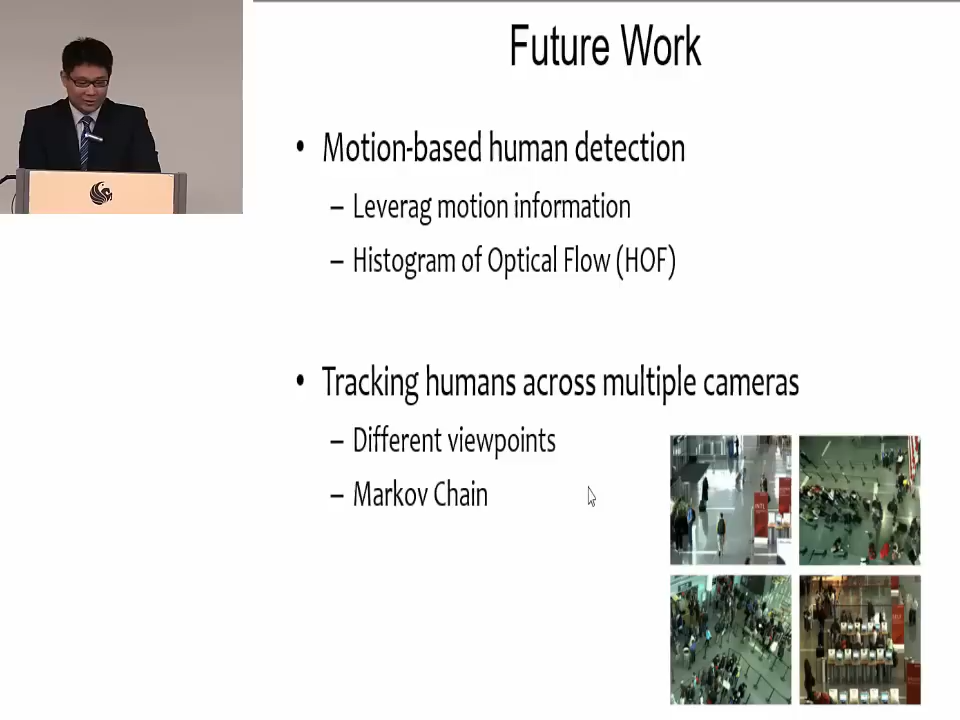 Future Work
• Motion-based human detection
– Leverag motion information
– Histogram of Optical Flow (HOF)
• Tracking humans across multiple cameras
– Different viewpoints
– Markov Chain